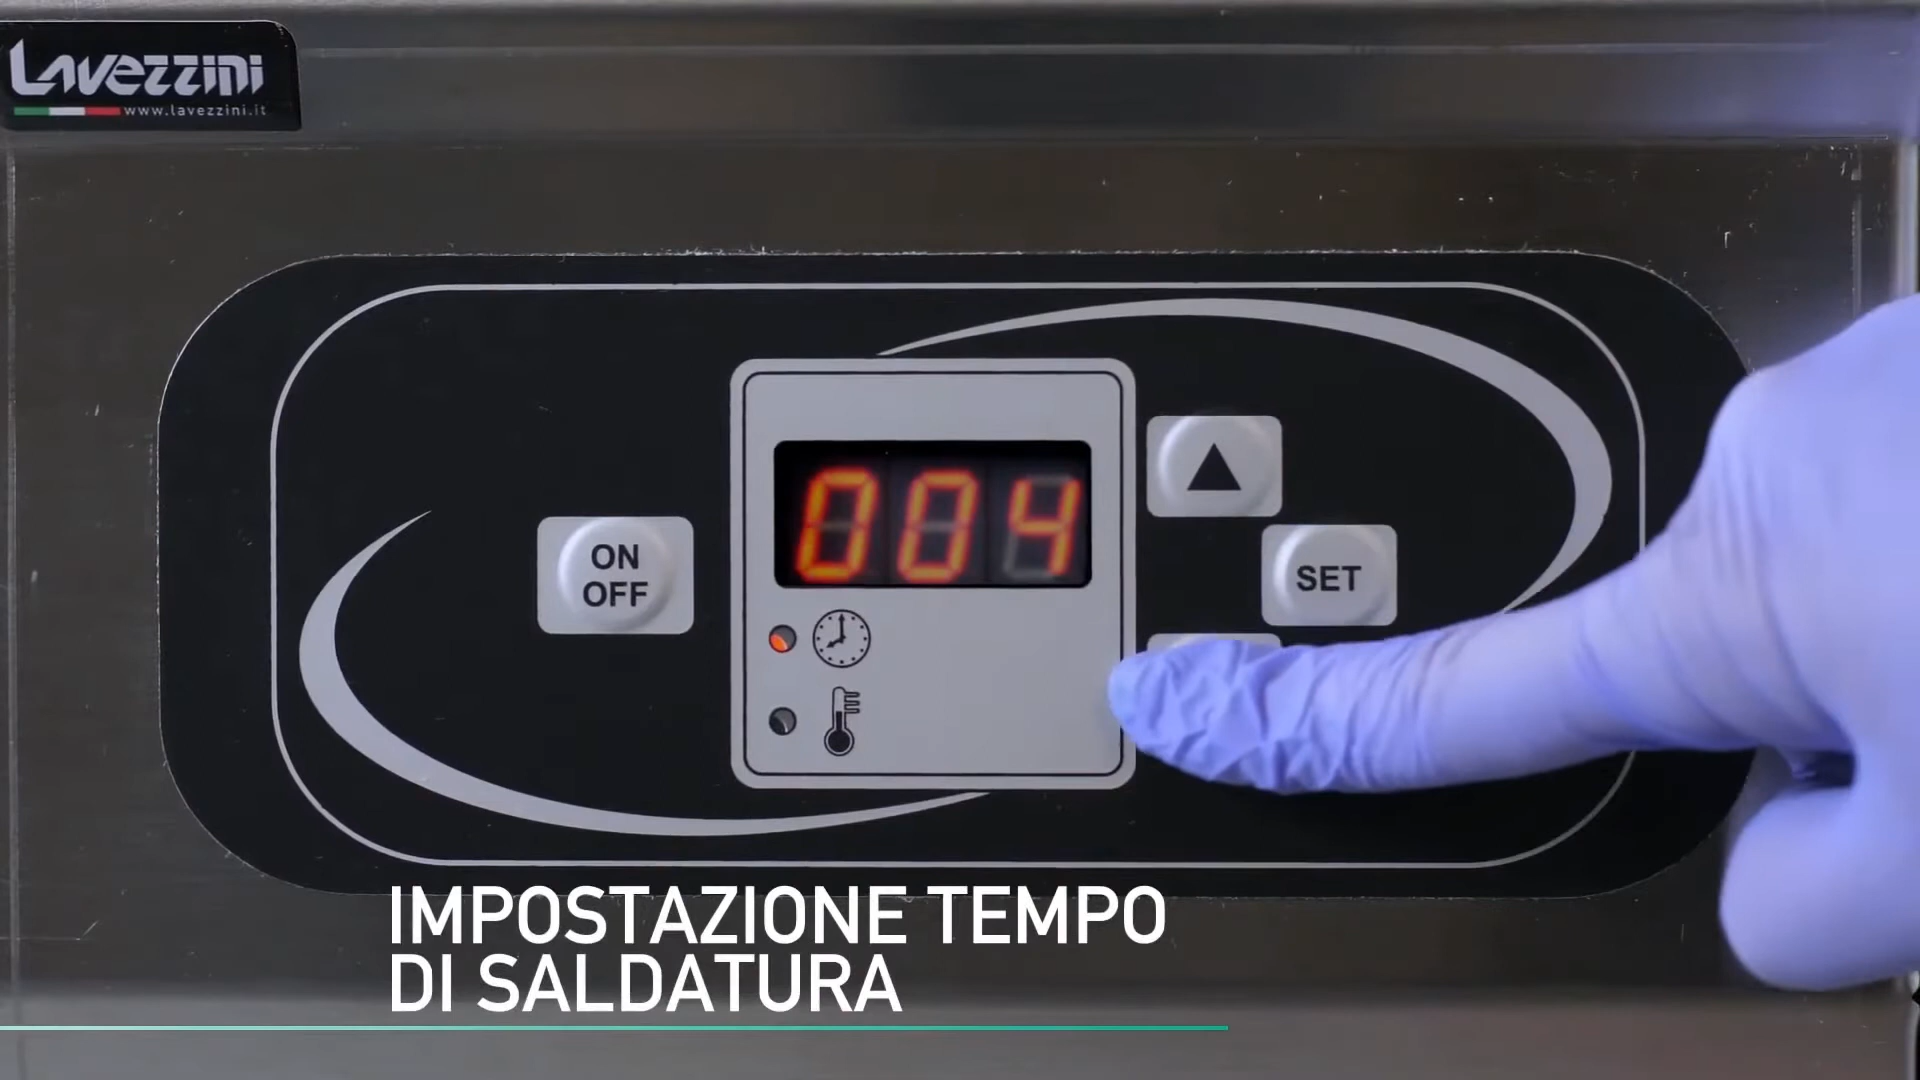 Lavezzini
www.lavezzini.it
004
ON
OFF
SET
IMPOSTAZIONE TEMPO
DI SALDATURA